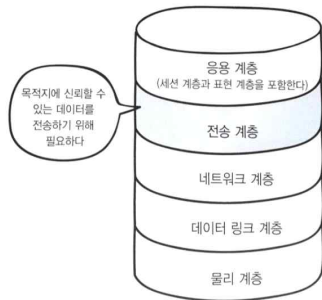 응용 계층
(세션 계층과 표현 계층을 포함한다)
목적지에 신뢰할 수
있는 데이터를
전송하기 위해
필요하다
전송 계층
네트워크 계층
데이터 링크 계층
물리 계층